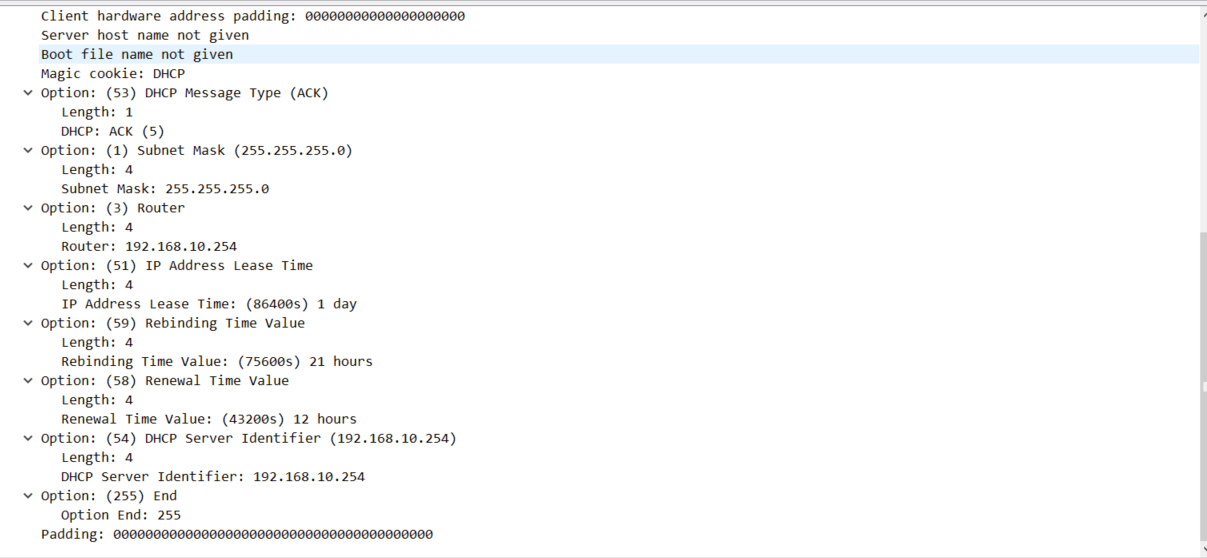 Client hardware address padding: 00000000000000000000
Server host name not given
Boot file name not given
Magic cookie: DHCP
Option: (53) DHCP Message Type (ACK)
Length: 1
DHCP: ACK (5)
Option: (1) Subnet Mask (255.255.255.0)
Length: 4
Subnet Mask: 255.255.255.0
Option: (3) Router
Length: 4
Router: 192.168.10.254
Option: (51) IP Address Lease Time
Length: 4
IP Address Lease Time: (86400s) 1 day
Option: (59) Rebinding Time Value
Length: 4
Rebinding Time Value: (75600s) 21 hours
Option: (58) Renewal Time Value
Length: 4
Renewal Time Value: (43200s) 12 hours
Option: (54) DHCP Server Identifier (192.168.10.254)
Length: 4
DHCP Server Identifier: 192.168.10.254
Option: (255) End
Option End: 255
Padding: 0000000000000000000000000000000000000000